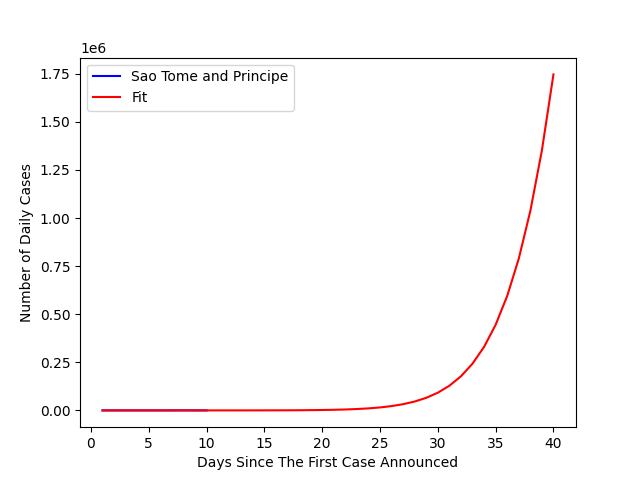 1e6
Sao Tome and Principe
Fit
1.75
1.50
1.25
1.00
0.75
0.50
0.25
0.00
Number of Daily Cases
0 5 10 15 20 25 30 35 40
Days Since The First Case Announced